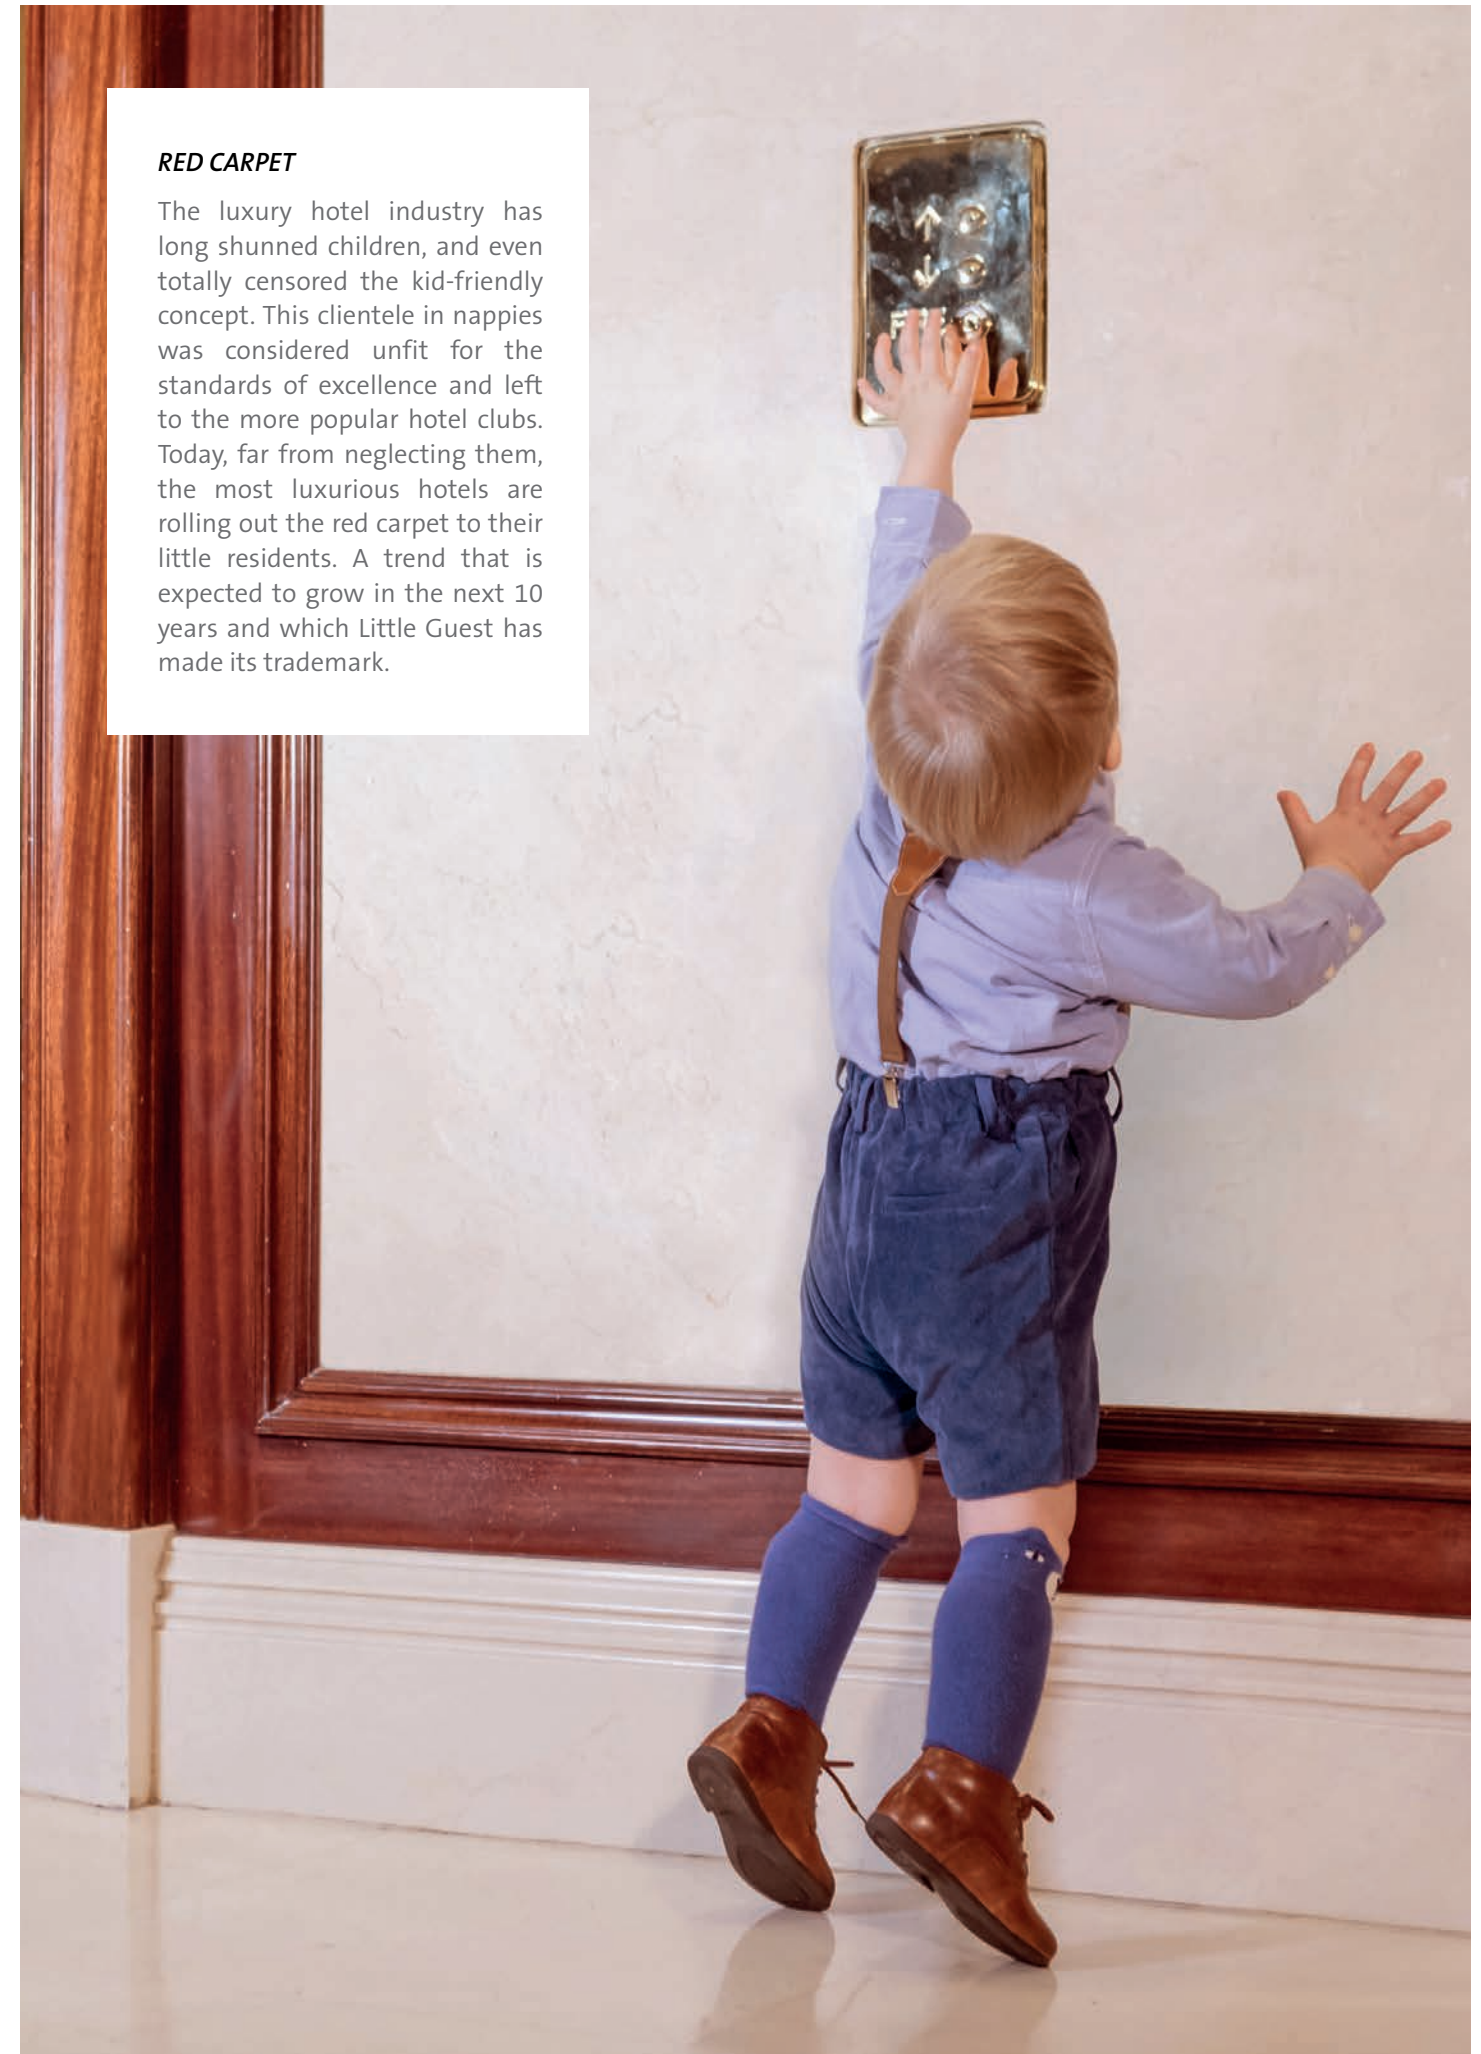 RED CARPET
The luxury hotel industry has
long shunned children, and even
totally censored the kid-friendly
concept. This clientele in nappies
was considered unfit for the
standards of excellence and left
to the more popular hotel clubs.
Today, far from neglecting them,
the most luxurious hotels are
rolling out the red carpet to their
little residents. A trend that is
expected to grow in the next 10
years and which Little Guest has
made its trademark.